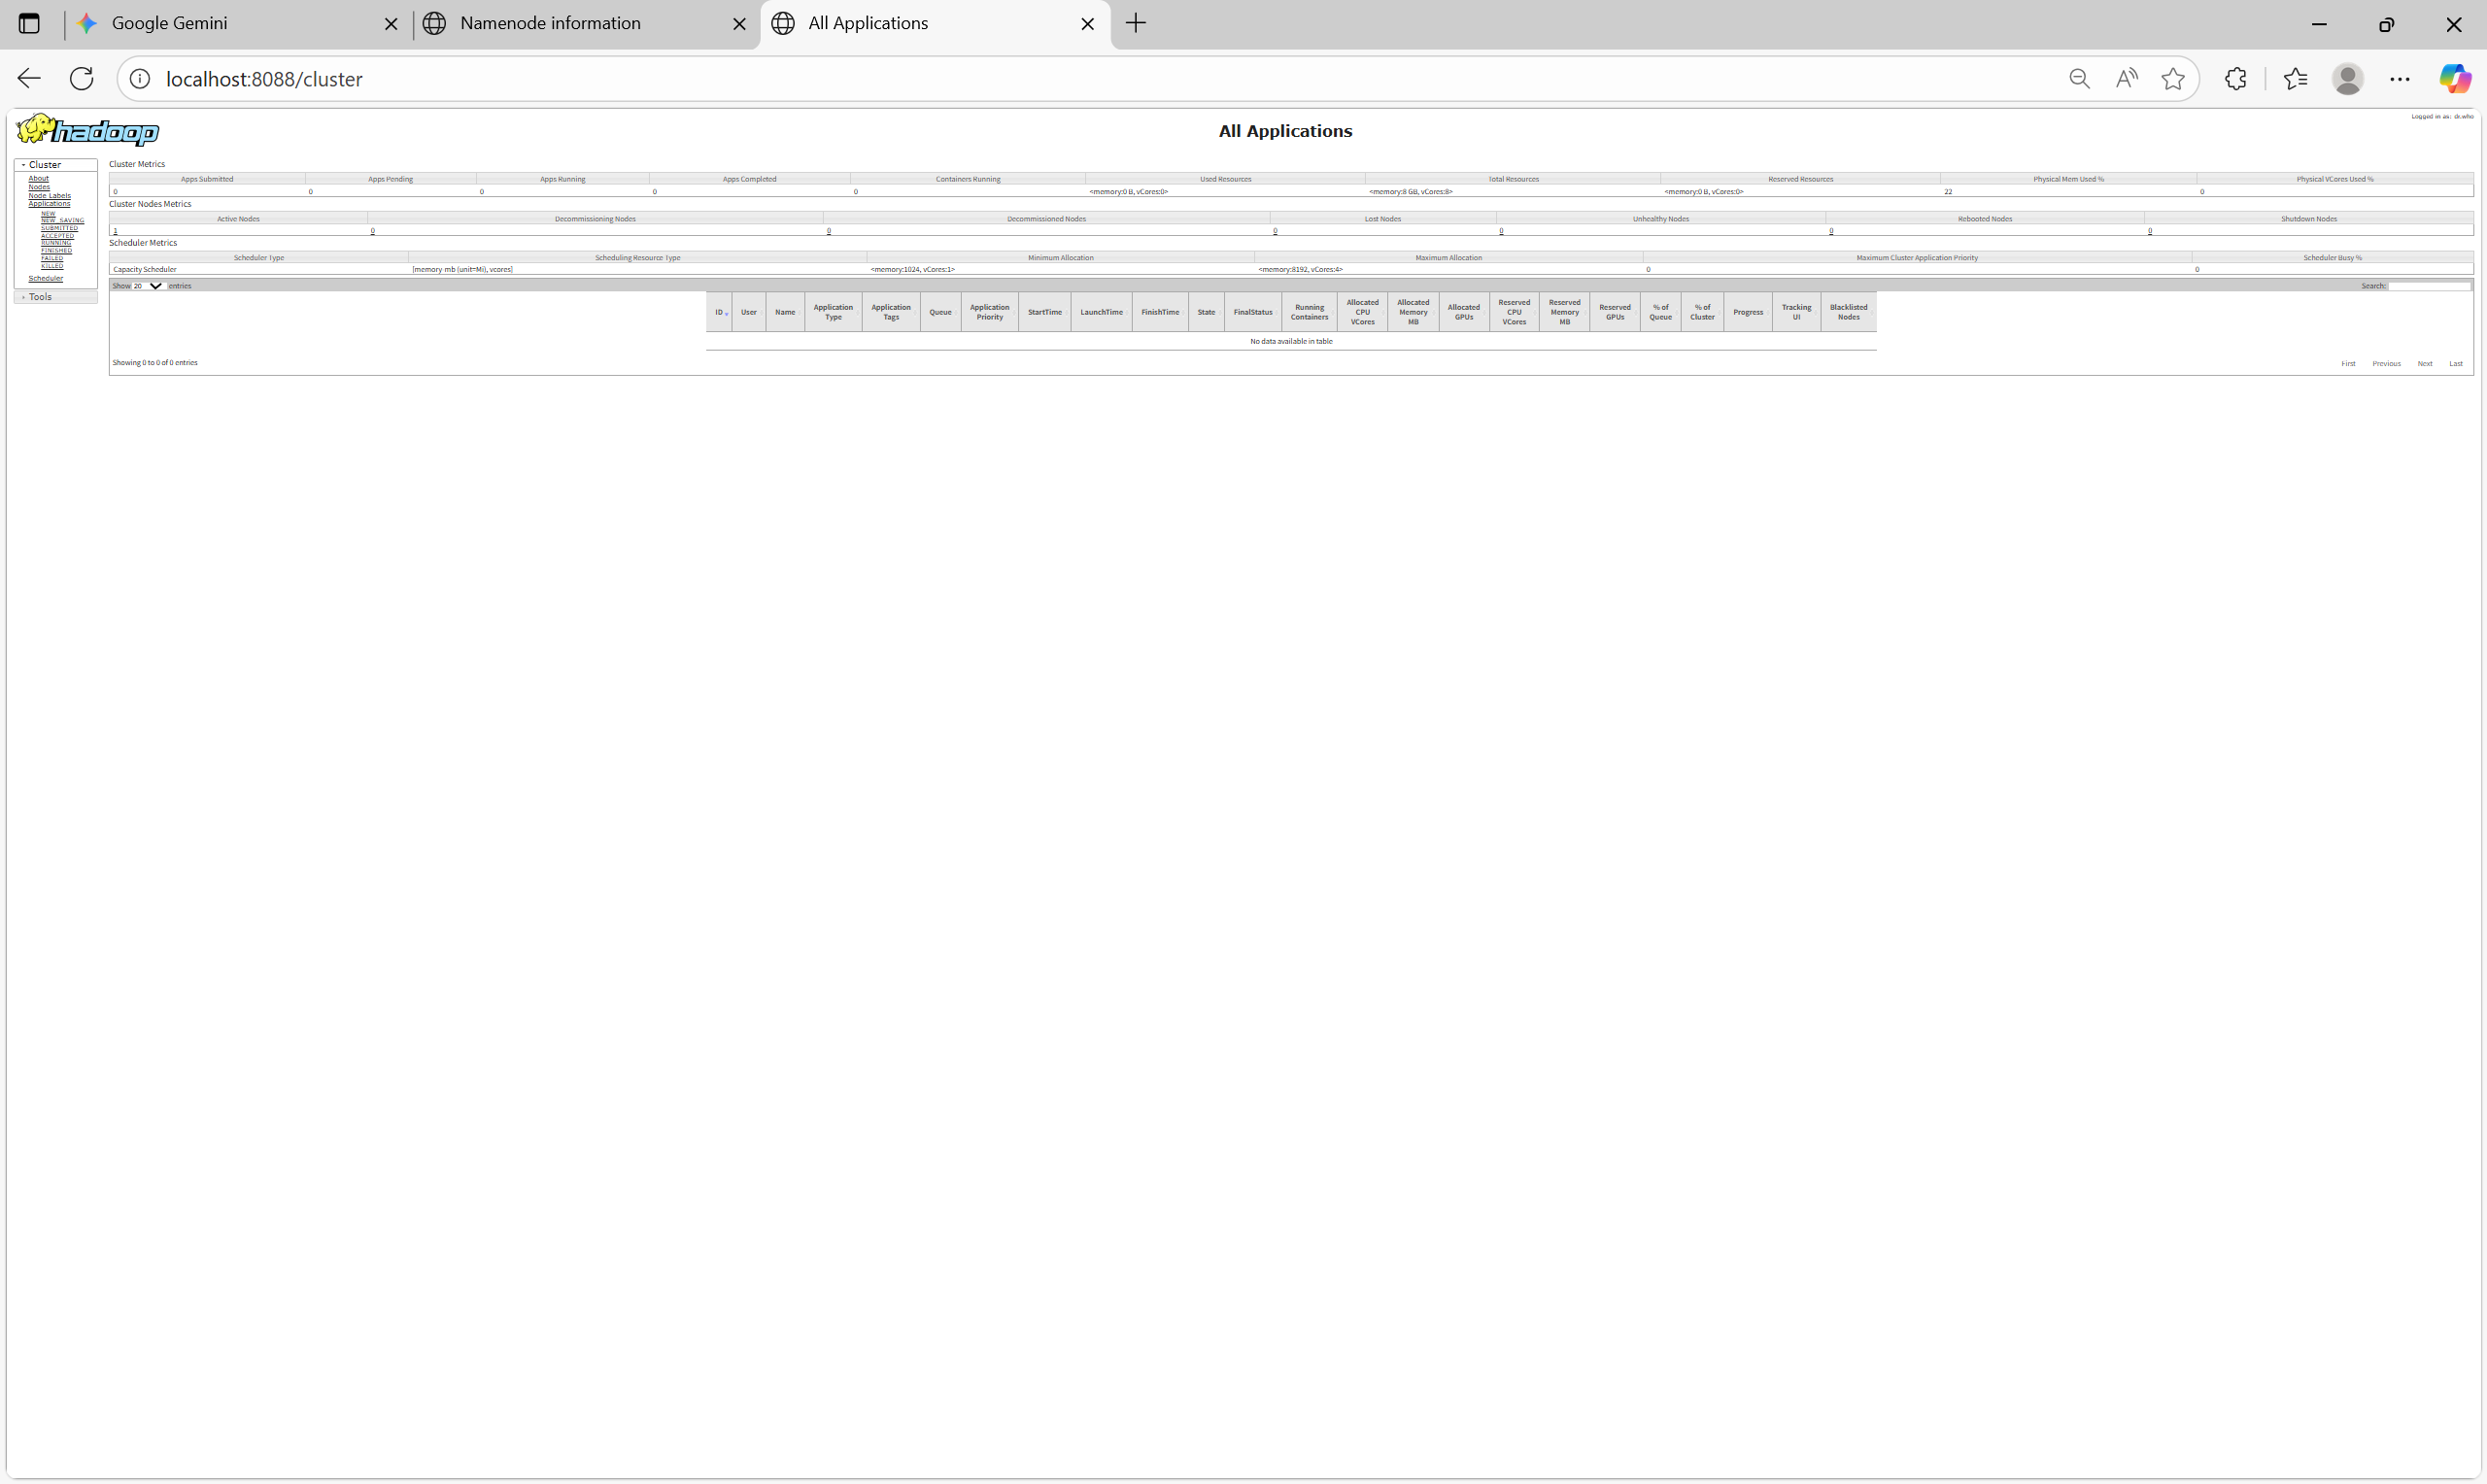 Google Gemini
Namenode information
All Applications
localhost:8088/cluster
hadoop
All Applications
Logged in as: dr.who
Cluster
About
Nodes
Node Labels
Applications
NEW
NEW_SAVING
SUBMITTED
ACCEPTED
RUNNING
FINISHED
FAILED
KILLED
Scheduler
Tools
Cluster Metrics
Apps Submitted Apps Pending Apps Running Apps Completed Containers Running Used Resources Total Resources Reserved Resources Physical Mem Used % Physical VCores Used %
0 0 0 0 0 <memory:0 B, vCores:0> <memory:8 GB, vCores:8> <memory:0 B, vCores:0> 22 0
Cluster Nodes Metrics
Active Nodes Decommissioning Nodes Decommissioned Nodes Lost Nodes Unhealthy Nodes Rebooted Nodes Shutdown Nodes
1 0 0 0 0 0 0
Scheduler Metrics
Scheduler Type Scheduling Resource Type Minimum Allocation Maximum Allocation Maximum Cluster Application Priority Scheduler Busy %
Capacity Scheduler [memory-mb (unit=Mi), vcores] <memory:1024, vCores:1> <memory:8192, vCores:4> 0 0
Show 20 entries Search:
ID User Name Application Type Application Tags Queue Application Priority StartTime LaunchTime FinishTime State FinalStatus Running Containers Allocated CPU VCores Allocated Memory MB Allocated GPUs Reserved CPU VCores Reserved Memory MB Reserved GPUs % of Queue % of Cluster Progress Tracking UI Blacklisted Nodes
No data available in table
Showing 0 to 0 of 0 entries First Previous Next Last